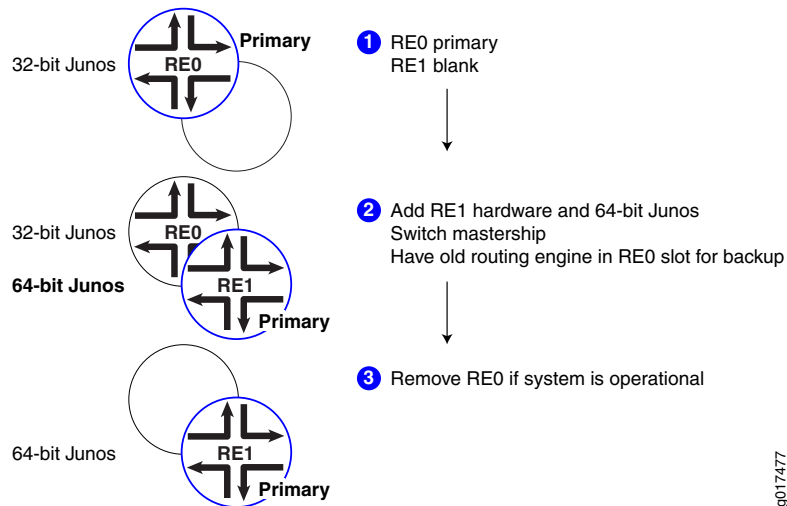 32-bit Junos
RE0
Primary
1 RE0 primary
RE1 blank
32-bit Junos
RE0
64-bit Junos
RE1
Primary
2 Add RE1 hardware and 64-bit Junos
Switch mastership
Have old routing engine in RE0 slot for backup
3 Remove RE0 if system is operational
64-bit Junos
RE1
Primary
g017477